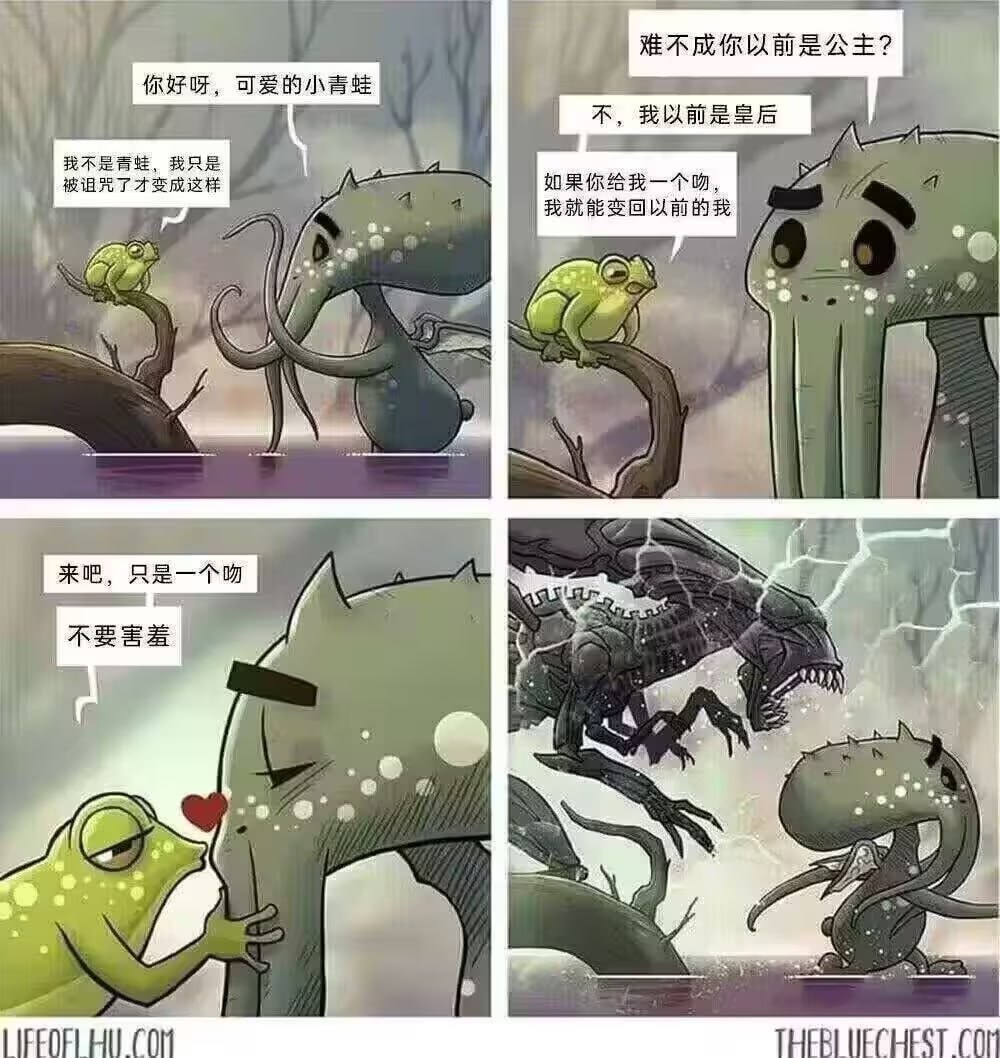 你好呀，可爱的小青蛙
我不是青蛙，我只是
被诅咒了才变成这样
难不成你以前是公主？
不，我以前是皇后
如果你给我一个吻，
我就能变回以前的我
来吧，只是一个吻
不要害羞
LIFEOFLHU.COM
THEBLUECHEST.COM